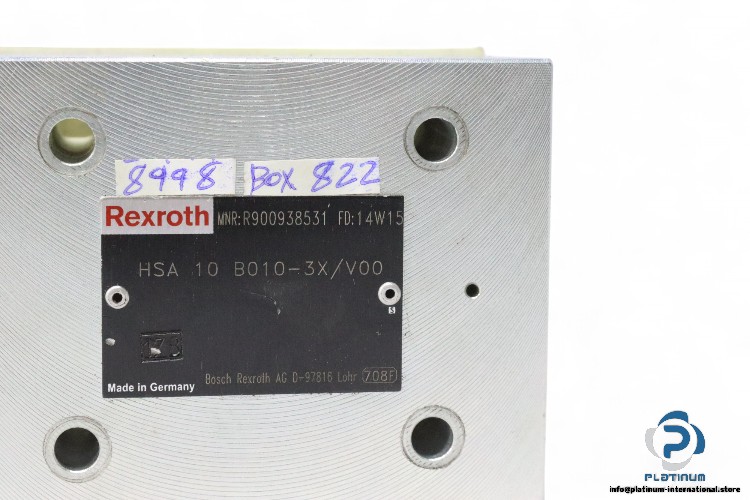 8998 BOX 822
Rexroth MNR:R900938531 FD:14W15
HSA 10 B010-3X/V00
Made in Germany
Bosch Rexroth AG D-97816 Lohr 708F
PLATINUM
info@platinum-international.store